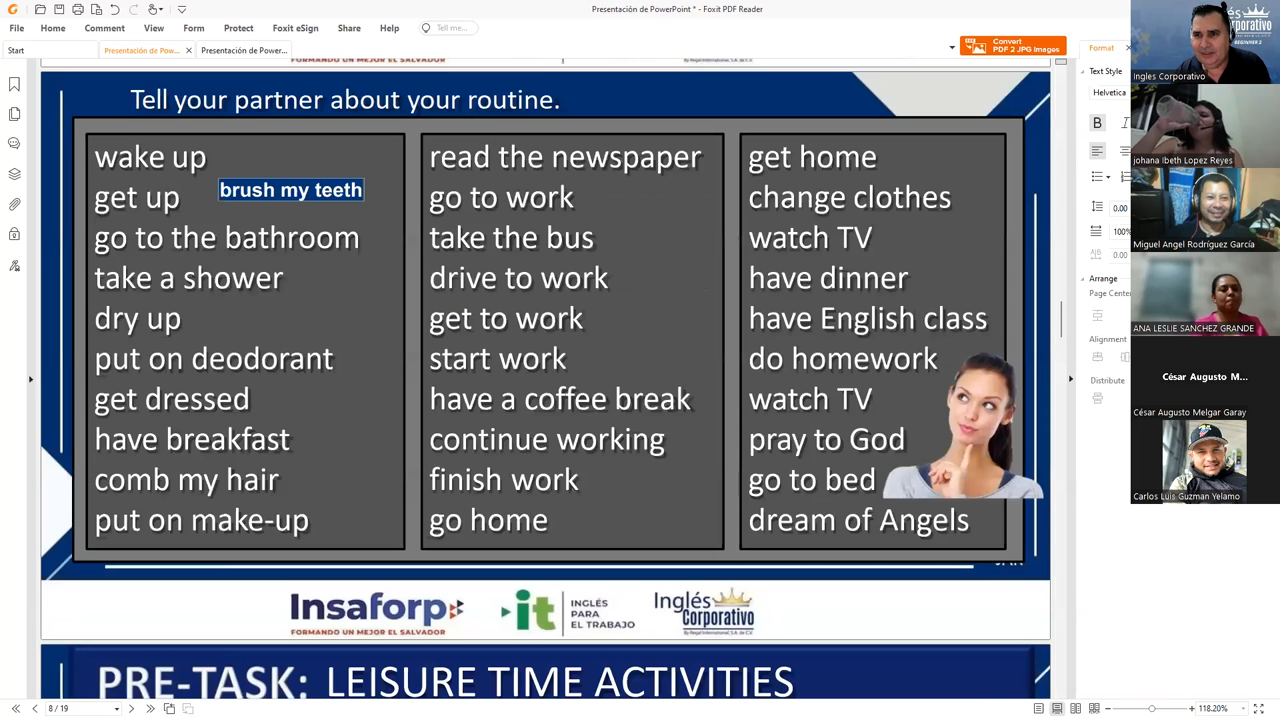 Presentación de PowerPoint * - Foxit PDF Reader
File
Home
Comment
View
Form
Protect
Foxit eSign
Share
Help
Tell me...
Start
Presentación de Pow...
Presentación de Power...
Convert
PDF 2 JPG Images
Format
Text Style
Helvetica
B
I
0.00
100%
0.00
Arrange
Page Center
Alignment
Distribute
FORMANDO UN MEJOR EL SALVADOR
Tell your partner about your routine.
wake up
get up
brush my teeth
go to the bathroom
take a shower
dry up
put on deodorant
get dressed
have breakfast
comb my hair
put on make-up
read the newspaper
go to work
take the bus
drive to work
get to work
start work
have a coffee break
continue working
finish work
go home
get home
change clothes
watch TV
have dinner
have English class
do homework
watch TV
pray to God
go to bed
dream of Angels
Insaforp
FORMANDO UN MEJOR EL SALVADOR
it
INGLÉS
PARA
EL TRABAJO
Inglés
Corporativo
By Regal International, S.A. de C.V.
PRE-TASK: LEISURE TIME ACTIVITIES
Ingles Corporativo
BEGINNER 2
johana Ibeth Lopez Reyes
Miguel Angel Rodríguez García
ANA LESLIE SANCHEZ GRANDE
César Augusto M...
César Augusto Melgar Garay
Carlos Luis Guzman Yelamo
8 / 19
118.20%